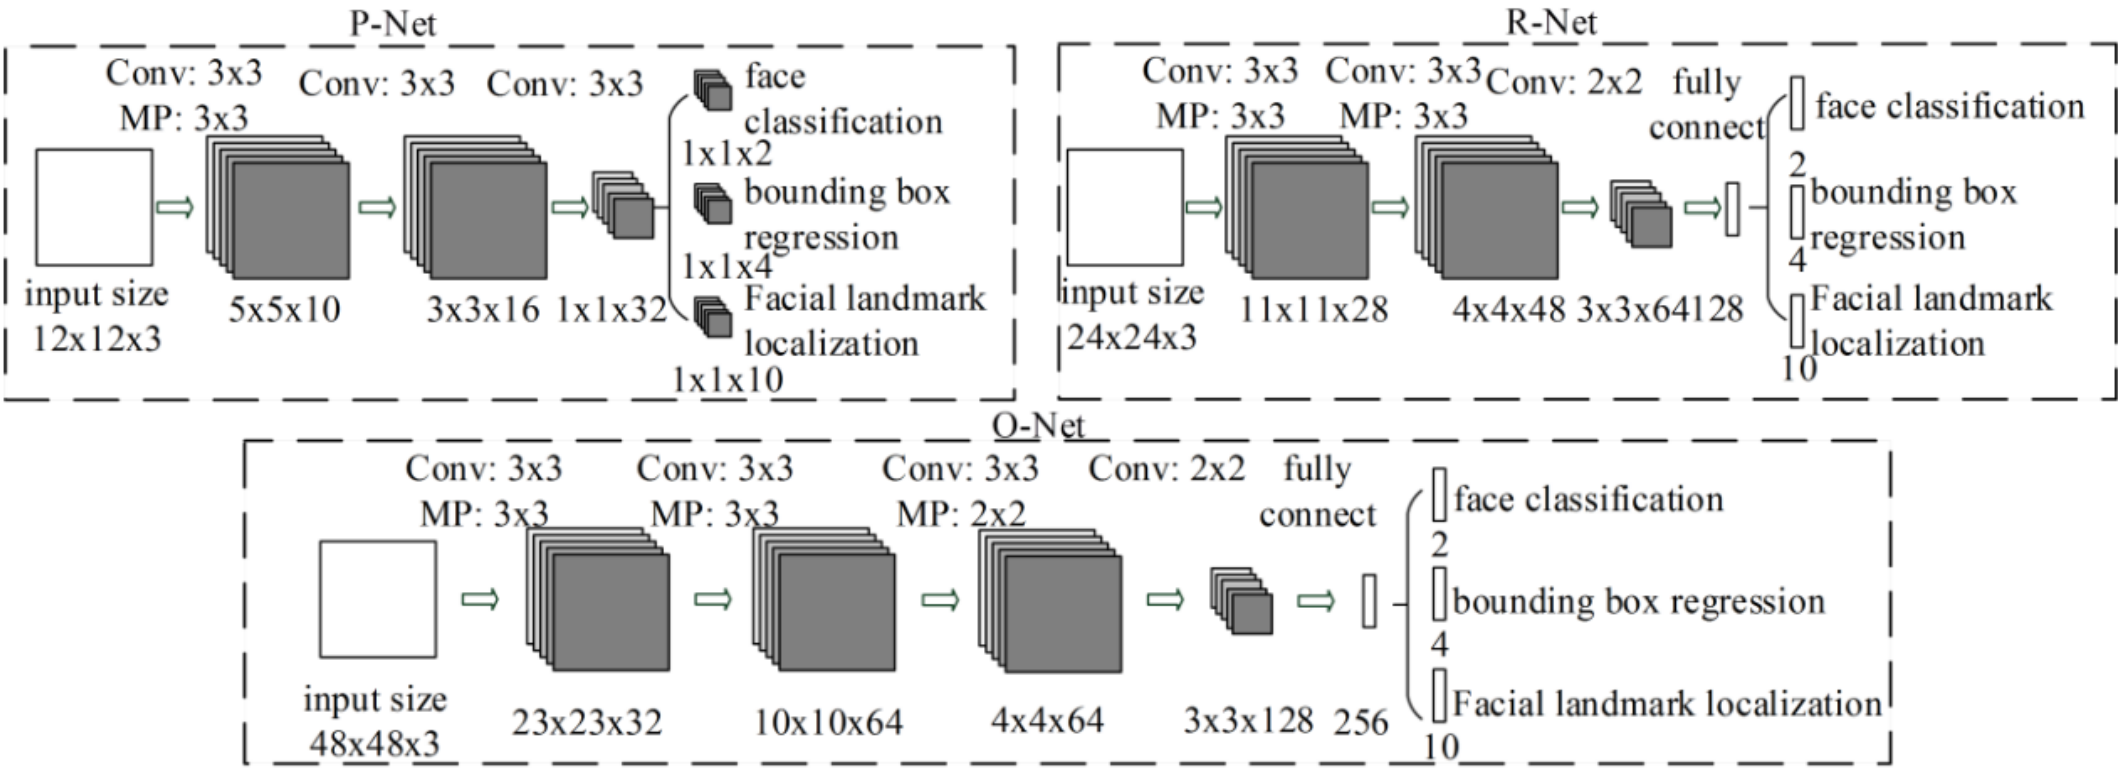 P-Net
Conv: 3x3
MP: 3x3
Conv: 3x3
Conv: 3x3
input size
12x12x3
5x5x10
3x3x16
1x1x32
face
classification
1x1x2
bounding box
regression
1x1x4
Facial landmark
localization
1x1x10
R-Net
Conv: 3x3
MP: 3x3
Conv: 3x3
MP: 3x3
Conv: 2x2
fully
connect
input size
24x24x3
11x11x28
4x4x48
3x3x64
128
face classification
2
bounding box
regression
4
Facial landmark
localization
10
O-Net
Conv: 3x3
MP: 3x3
Conv: 3x3
MP: 3x3
Conv: 3x3
MP: 2x2
Conv: 2x2
fully
connect
input size
48x48x3
23x23x32
10x10x64
4x4x64
3x3x128
256
face classification
2
bounding box regression
4
Facial landmark localization
10